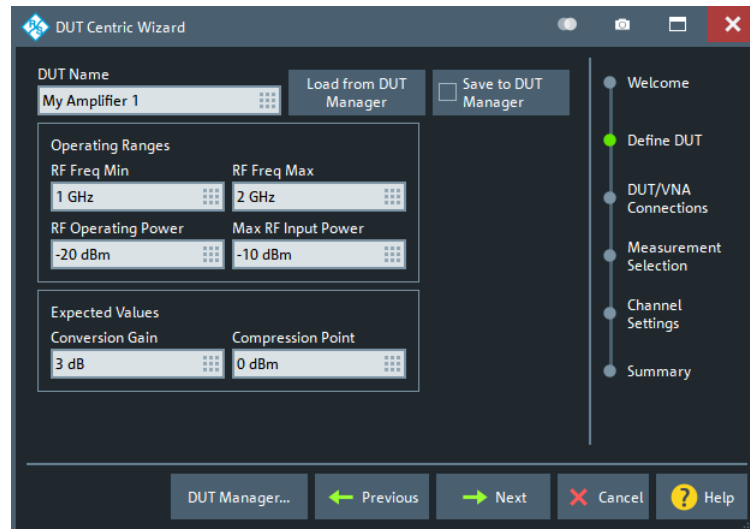 DUT Centric Wizard
DUT Name
My Amplifier 1
Load from DUT
Manager
Save to DUT
Manager
Operating Ranges
RF Freq Min
RF Freq Max
1 GHz
2 GHz
RF Operating Power
Max RF Input Power
-20 dBm
-10 dBm
Expected Values
Conversion Gain
Compression Point
3 dB
0 dBm
Welcome
Define DUT
DUT/VNA
Connections
Measurement
Selection
Channel
Settings
Summary
DUT Manager...
Previous
Next
Cancel
? Help